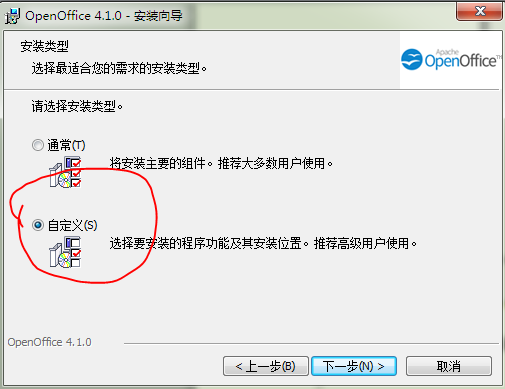 OpenOffice 4.1.0 - 安装向导
安装类型
选择最适合您的需求的安装类型。
Apache
OpenOffice™
请选择安装类型。
通常(T)
将安装主要的组件。推荐大多数用户使用。
自定义(S)
选择要安装的程序功能及其安装位置。推荐高级用户使用。
OpenOffice 4.1.0
< 上一步(B)
下一步(N) >
取消